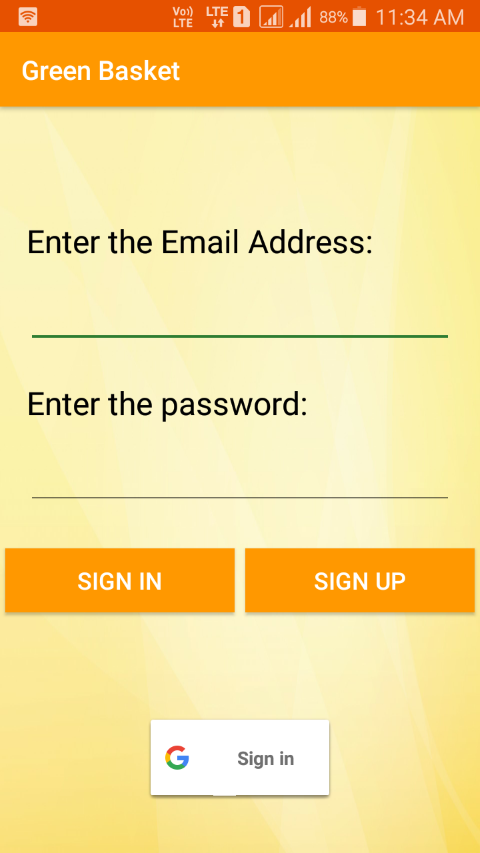 Vo)) LTE LTE 1 88% 11:34 AM
Green Basket
Enter the Email Address:
Enter the password:
SIGN IN SIGN UP
G Sign in